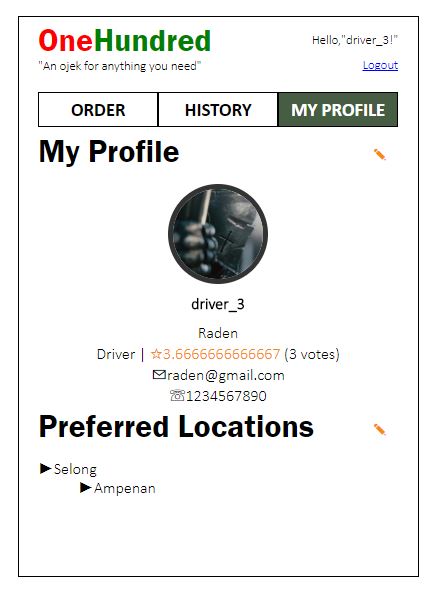 OneHundred
Hello,"driver_3!"
"An ojek for anything you need"
Logout
ORDER HISTORY MY PROFILE
My Profile
driver_3
Raden
Driver | ☆3.6666666666667 (3 votes)
✉raden@gmail.com
☏1234567890
Preferred Locations
►Selong
►Ampenan